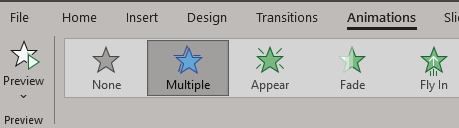 File Home Insert Design Transitions Animations
Preview None Multiple Appear Fade Fly In
Preview